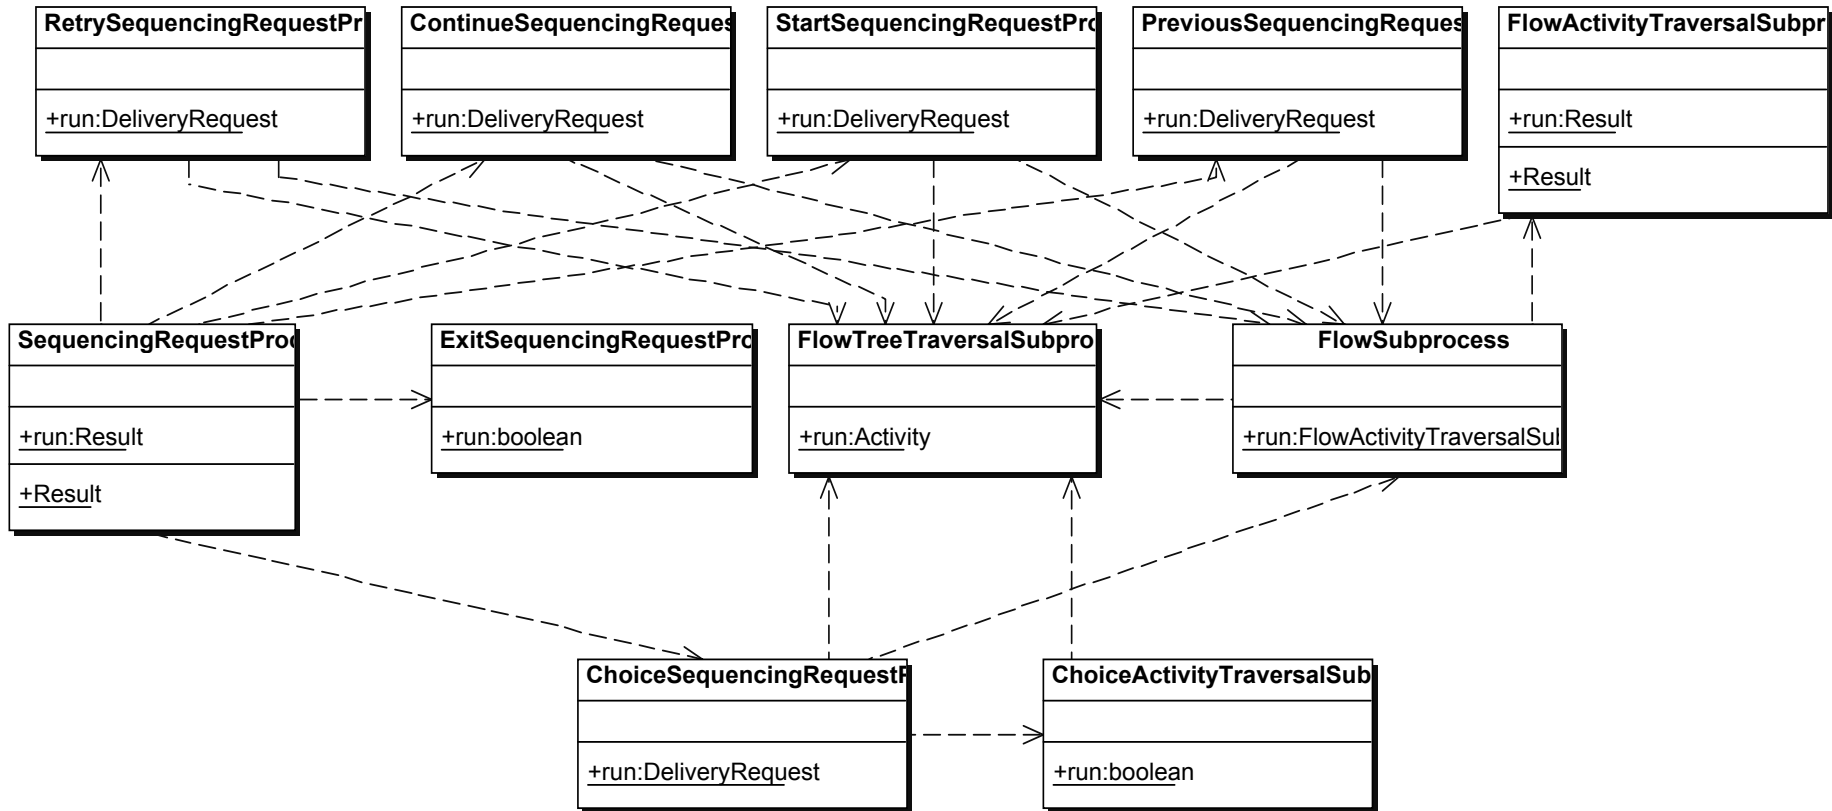 RetrySequencingRequestPr
+run:DeliveryRequest
ContinueSequencingReques
+run:DeliveryRequest
StartSequencingRequestPro
+run:DeliveryRequest
PreviousSequencingReques
+run:DeliveryRequest
FlowActivityTraversalSubpr
+run:Result
+Result
SequencingRequestProc
+run:Result
+Result
ExitSequencingRequestPro
+run:boolean
FlowTreeTraversalSubpro
+run:Activity
FlowSubprocess
+run:FlowActivityTraversalSub
ChoiceSequencingRequestP
+run:DeliveryRequest
ChoiceActivityTraversalSub
+run:boolean